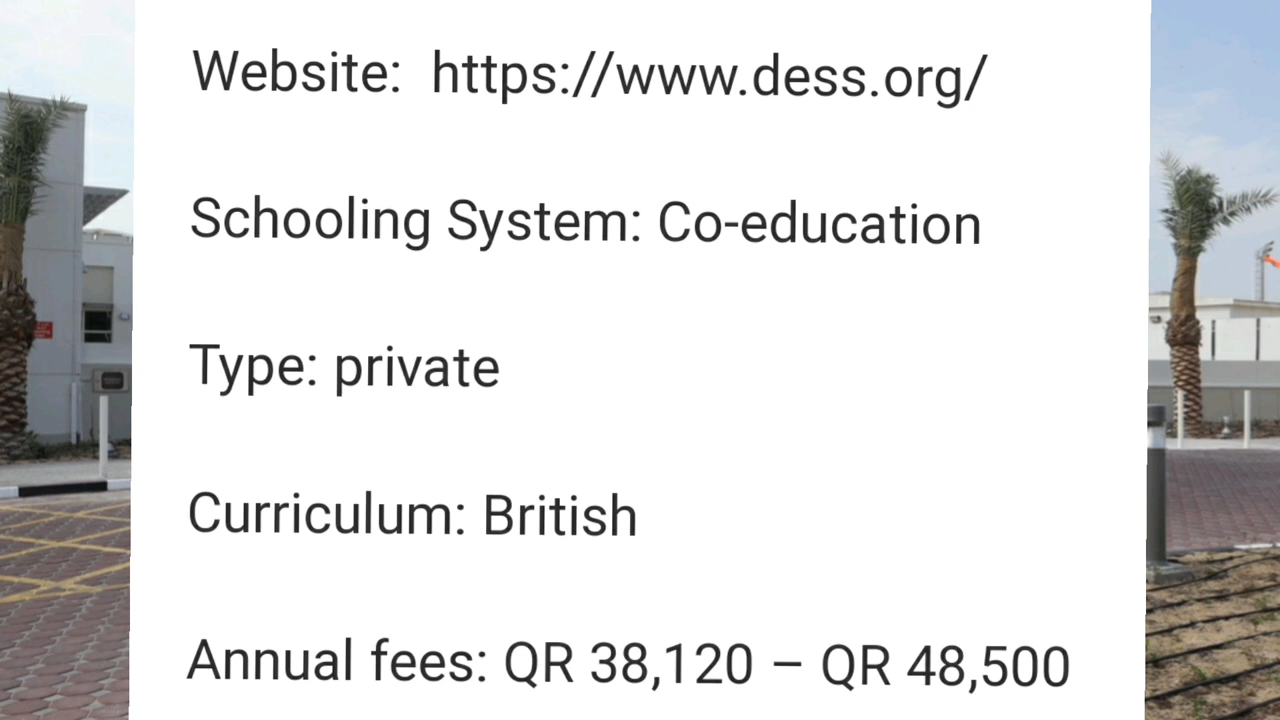 Website: https://www.dess.org/
Schooling System: Co-education
Type: private
Curriculum: British
Annual fees: QR 38,120 – QR 48,500